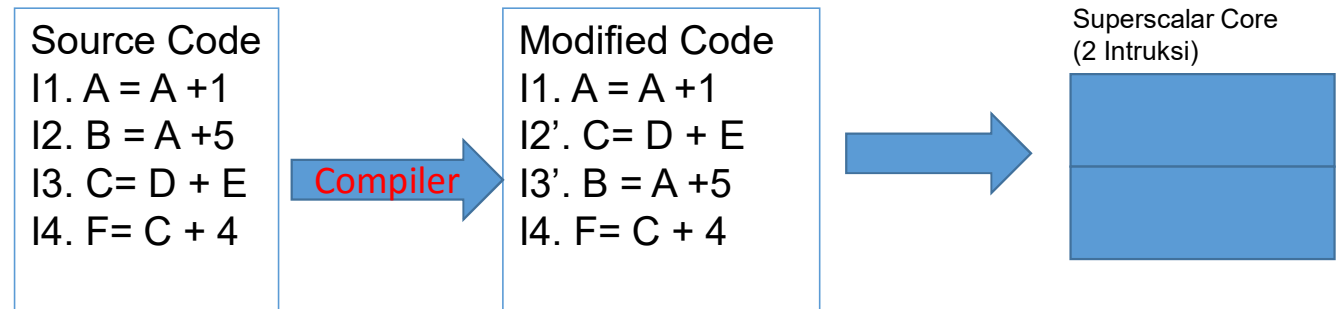 Source Code
I1. A = A +1
I2. B = A +5
I3. C= D + E
I4. F= C + 4
Compiler
Modified Code
I1. A = A +1
I2’. C= D + E
I3’. B = A +5
I4. F= C + 4
Superscalar Core
(2 Intruksi)